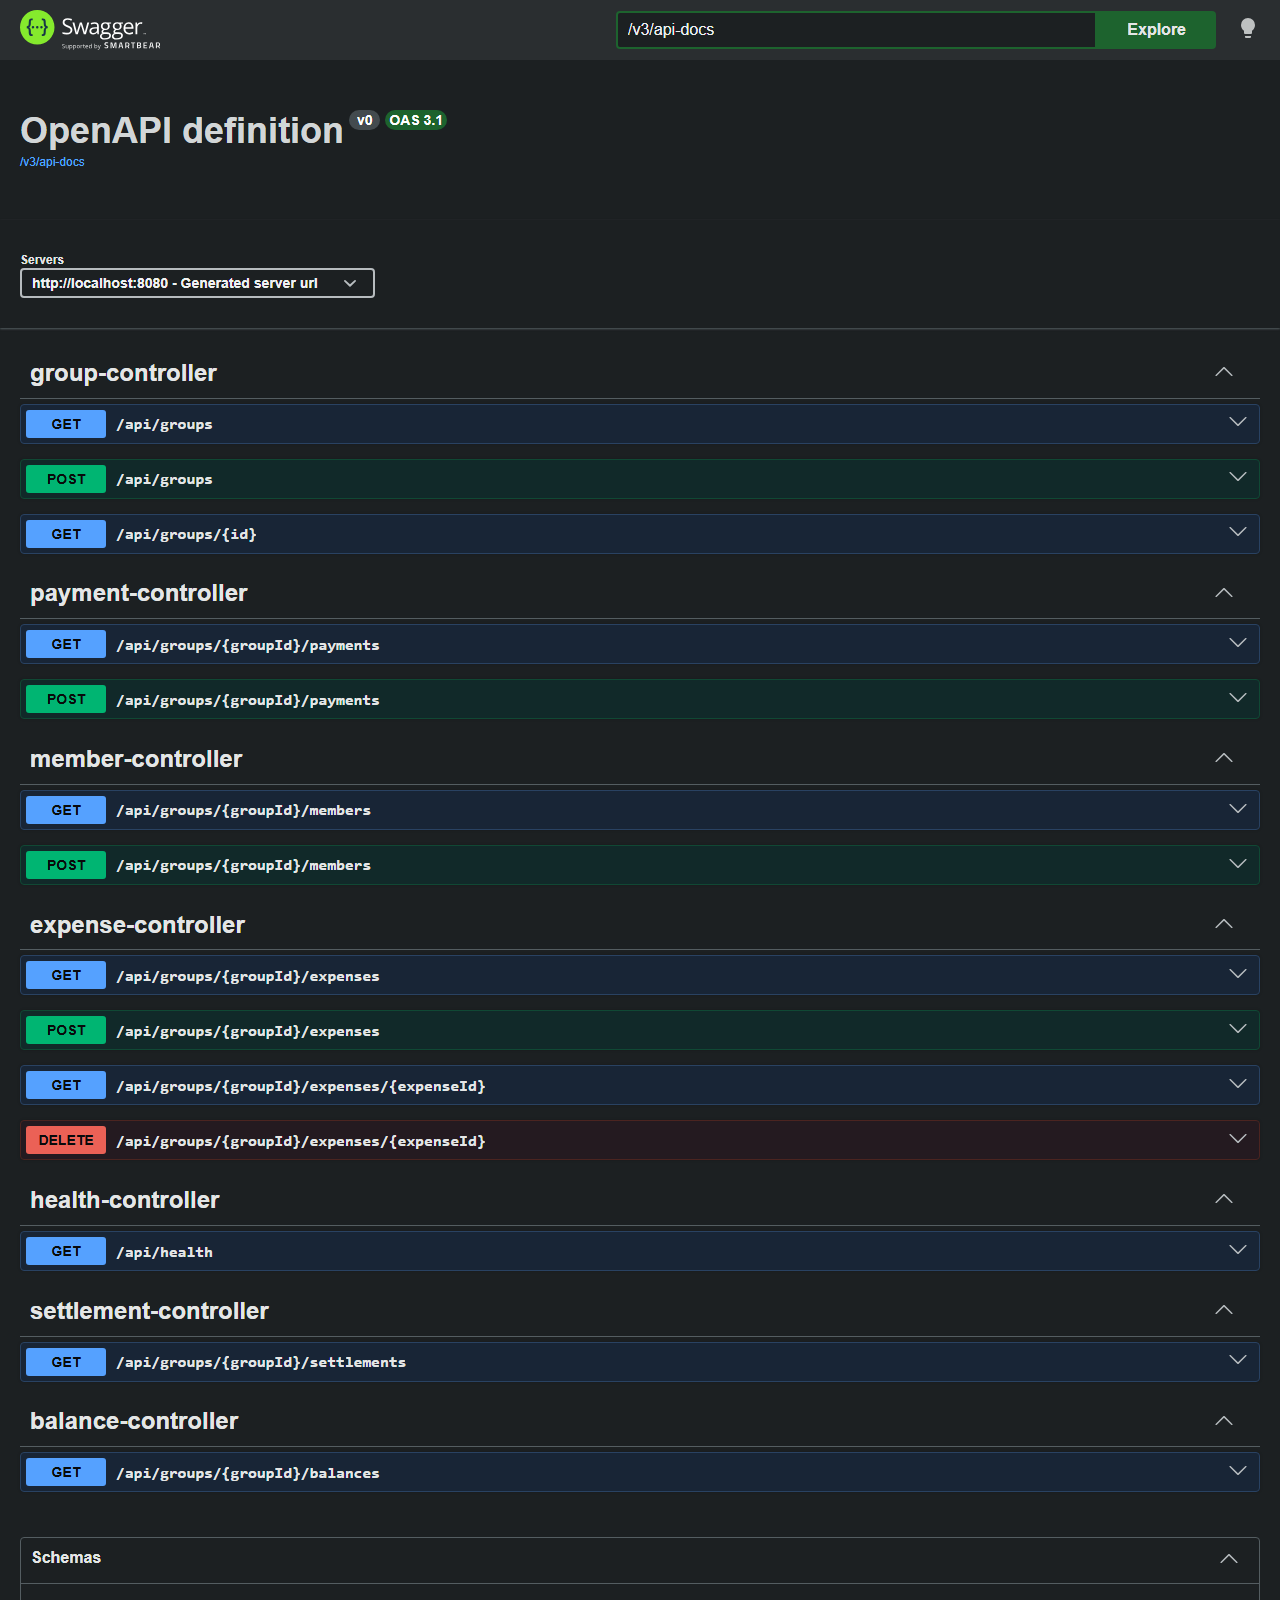 Swagger
Supported by SMARTBEAR
/v3/api-docs
Explore
OpenAPI definition v0 OAS 3.1
/v3/api-docs
Servers
http://localhost:8080 - Generated server url
group-controller
GET /api/groups
POST /api/groups
GET /api/groups/{id}
payment-controller
GET /api/groups/{groupId}/payments
POST /api/groups/{groupId}/payments
member-controller
GET /api/groups/{groupId}/members
POST /api/groups/{groupId}/members
expense-controller
GET /api/groups/{groupId}/expenses
POST /api/groups/{groupId}/expenses
GET /api/groups/{groupId}/expenses/{expenseId}
DELETE /api/groups/{groupId}/expenses/{expenseId}
health-controller
GET /api/health
settlement-controller
GET /api/groups/{groupId}/settlements
balance-controller
GET /api/groups/{groupId}/balances
Schemas